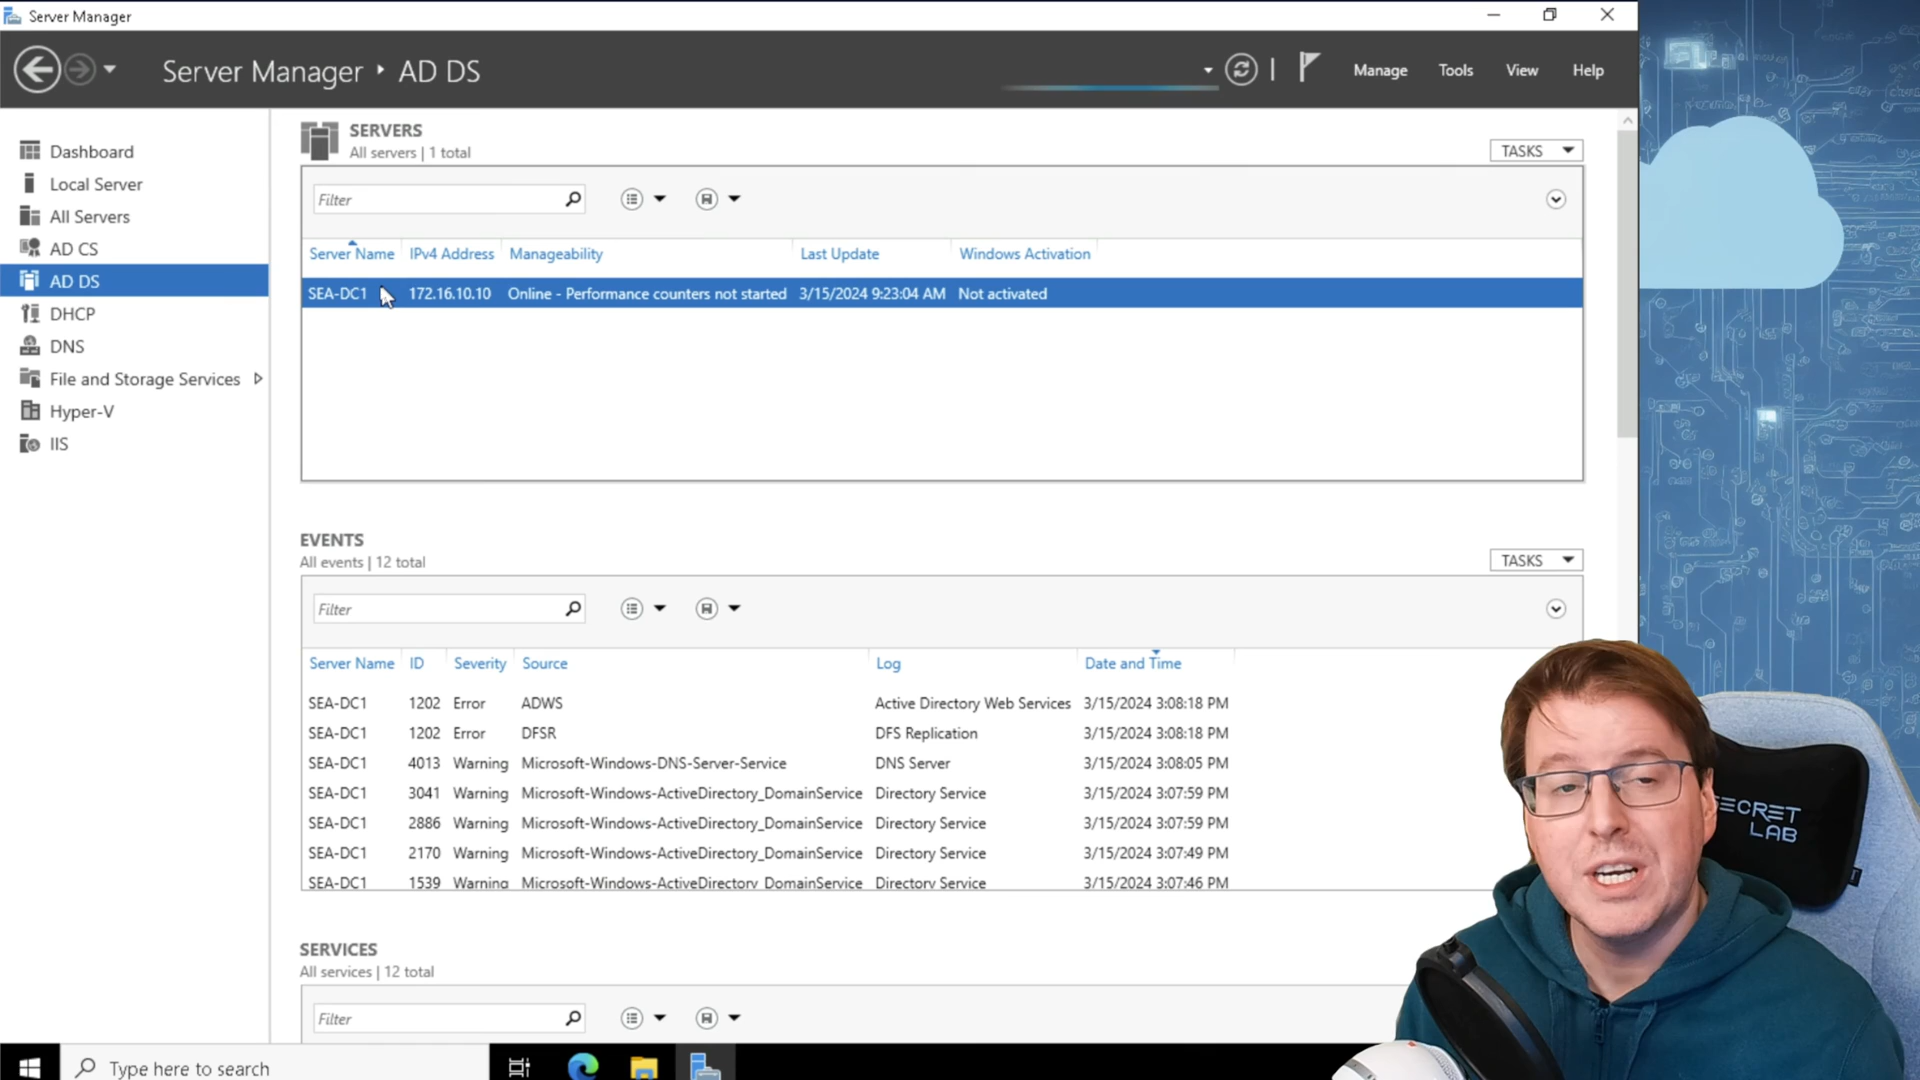 Server Manager
Server Manager ‣ AD DS
Manage Tools View Help
Dashboard
Local Server
All Servers
AD CS
AD DS
DHCP
DNS
File and Storage Services
Hyper-V
IIS
SERVERS
All servers | 1 total
TASKS
Filter
Server Name IPv4 Address Manageability Last Update Windows Activation
SEA-DC1 172.16.10.10 Online - Performance counters not started 3/15/2024 9:23:04 AM Not activated
EVENTS
All events | 12 total
TASKS
Filter
Server Name ID Severity Source Log Date and Time
SEA-DC1 1202 Error ADWS Active Directory Web Services 3/15/2024 3:08:18 PM
SEA-DC1 1202 Error DFSR DFS Replication 3/15/2024 3:08:18 PM
SEA-DC1 4013 Warning Microsoft-Windows-DNS-Server-Service DNS Server 3/15/2024 3:08:05 PM
SEA-DC1 3041 Warning Microsoft-Windows-ActiveDirectory_DomainService Directory Service 3/15/2024 3:07:59 PM
SEA-DC1 2886 Warning Microsoft-Windows-ActiveDirectory_DomainService Directory Service 3/15/2024 3:07:59 PM
SEA-DC1 2170 Warning Microsoft-Windows-ActiveDirectory_DomainService Directory Service 3/15/2024 3:07:49 PM
SEA-DC1 1539 Warning Microsoft-Windows-ActiveDirectory_DomainService Directory Service 3/15/2024 3:07:46 PM
SERVICES
All services | 12 total
Filter
Type here to search
SECRET
LAB